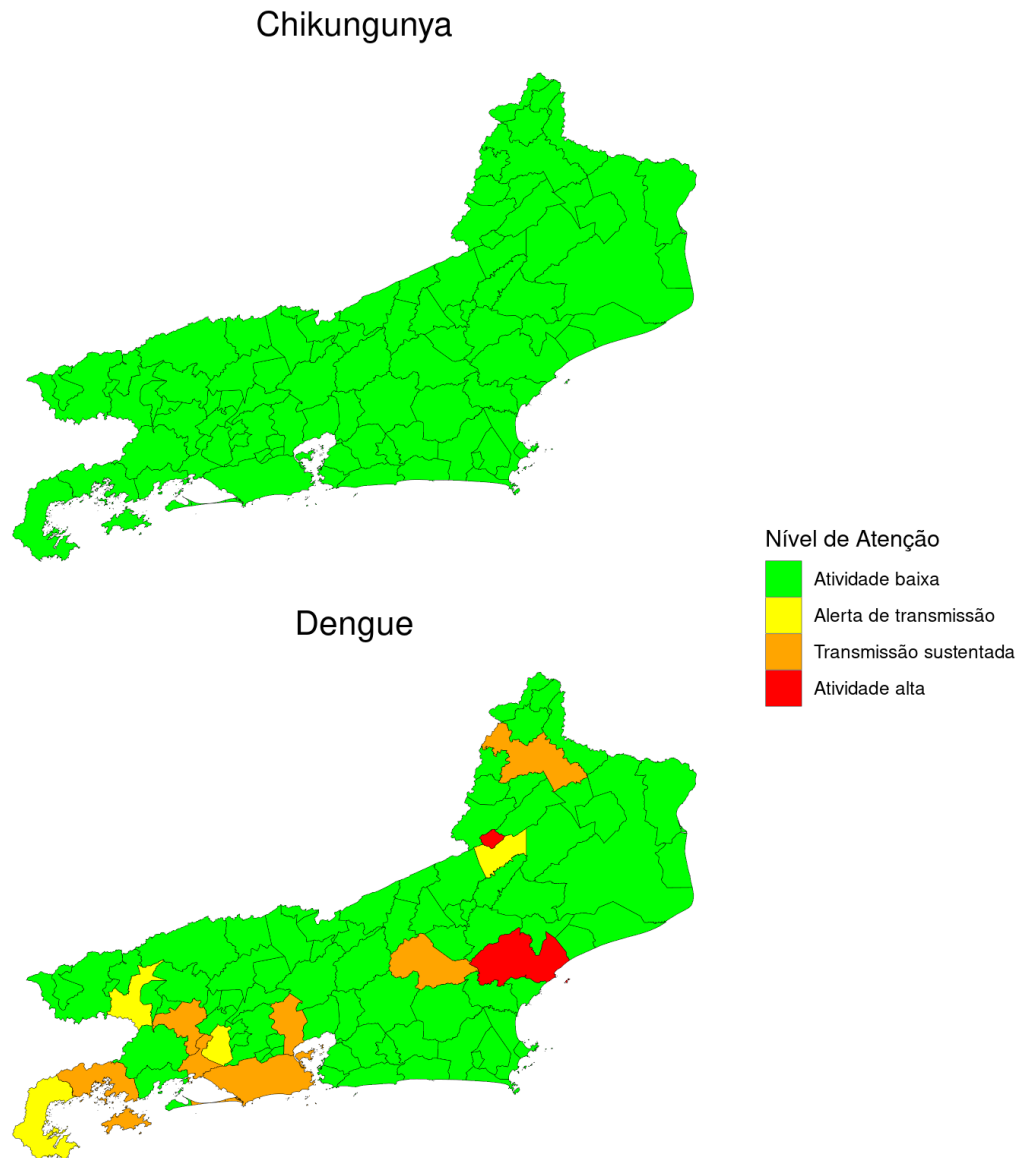 Chikungunya
Nível de Atenção
Atividade baixa
Alerta de transmissão
Transmissão sustentada
Atividade alta
Dengue